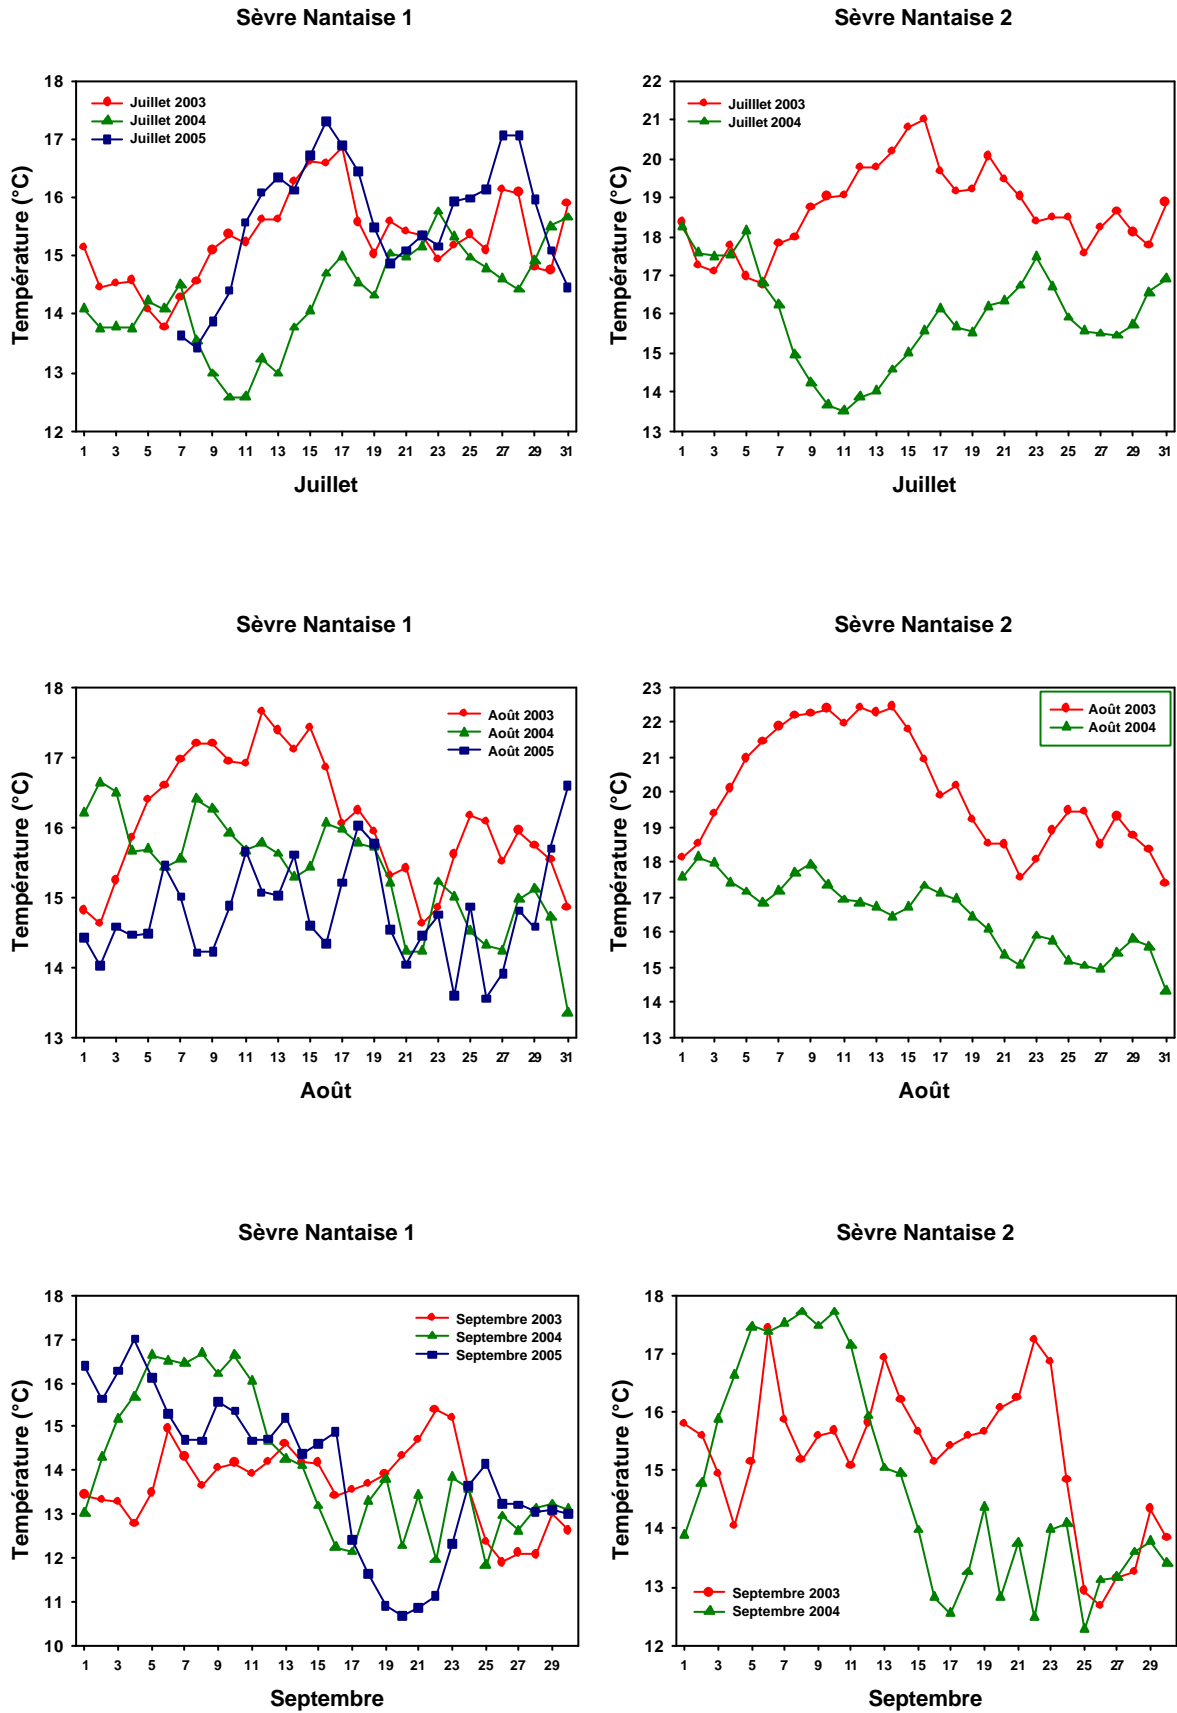 Sèvre Nantaise 1
Sèvre Nantaise 2
Température (°C)
18
17
16
15
14
13
12
Juillet 2003
Juillet 2004
Juillet 2005
1 3 5 7 9 11 13 15 17 19 21 23 25 27 29 31
Juillet
Température (°C)
22
21
20
19
18
17
16
15
14
13
Juilllet 2003
Juillet 2004
1 3 5 7 9 11 13 15 17 19 21 23 25 27 29 31
Juillet
Sèvre Nantaise 1
Sèvre Nantaise 2
Température (°C)
18
17
16
15
14
13
Août 2003
Août 2004
Août 2005
1 3 5 7 9 11 13 15 17 19 21 23 25 27 29 31
Août
Température (°C)
23
22
21
20
19
18
17
16
15
14
13
Août 2003
Août 2004
1 3 5 7 9 11 13 15 17 19 21 23 25 27 29 31
Août
Sèvre Nantaise 1
Sèvre Nantaise 2
Température (°C)
18
17
16
15
14
13
12
11
10
Septembre 2003
Septembre 2004
Septembre 2005
1 3 5 7 9 11 13 15 17 19 21 23 25 27 29
Septembre
Température (°C)
18
17
16
15
14
13
12
Septembre 2003
Septembre 2004
1 3 5 7 9 11 13 15 17 19 21 23 25 27 29
Septembre